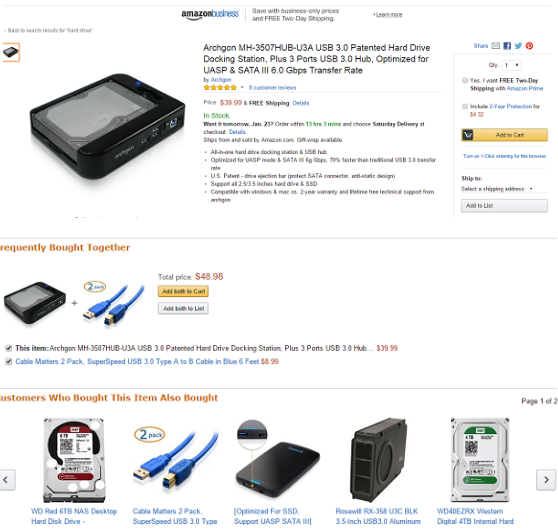 amazonbusiness
Save with business-only prices
and FREE Two-Day Shipping.
›Learn more
‹ Back to search results for "hard drive"
Archgon MH-3507HUB-U3A USB 3.0 Patented Hard Drive
Docking Station, Plus 3 Ports USB 3.0 Hub, Optimized for
UASP & SATA III 6.0 Gbps Transfer Rate
by Archgon
8 customer reviews
Price: $39.99 & FREE Shipping. Details
In Stock.
Want it tomorrow, Jan. 23? Order within 13 hrs 3 mins and choose Saturday Delivery at
checkout. Details
Ships from and sold by Amazon.com. Gift-wrap available.
All-in-one hard drive docking station & USB hub
Optimized for UASP mode & SATA III 6g Gbps. 70% faster than traditional USB 3.0 transfer
rate
U.S. Patent - drive ejection bar (protect SATA connector, anti-static design)
Support all 2.5/3.5 inches hard drive & SSD
Compatible with windows & mac os. 2-year warranty and lifetime free technical support from
archgon
Share
Qty: 1
Yes, I want FREE Two-Day
Shipping with Amazon Prime
Include 2-Year Protection for
$4.32
Add to Cart
Turn on 1-Click ordering for this browser
Ship to:
Select a shipping address:
Add to List
archgon
requently Bought Together
2 pack
+
Total price: $48.98
Add both to Cart
Add both to List
This item: Archgon MH-3507HUB-U3A USB 3.0 Patented Hard Drive Docking Station, Plus 3 Ports USB 3.0 Hub... $39.99
Cable Matters 2 Pack, SuperSpeed USB 3.0 Type A to B Cable in Blue 6 Feet $8.99
ustomers Who Bought This Item Also Bought
Page 1 of 2
6 TB
2 pack
4 TB
WD Red 6TB NAS Desktop
Hard Disk Drive -
Cable Matters 2 Pack,
SuperSpeed USB 3.0 Type
[Optimized For SSD,
Support UASP SATA III]
Rosewill RX-358 U3C BLK
3.5-Inch USB3.0 Aluminum
WD40EZRX Western
Digital 4TB Internal Hard